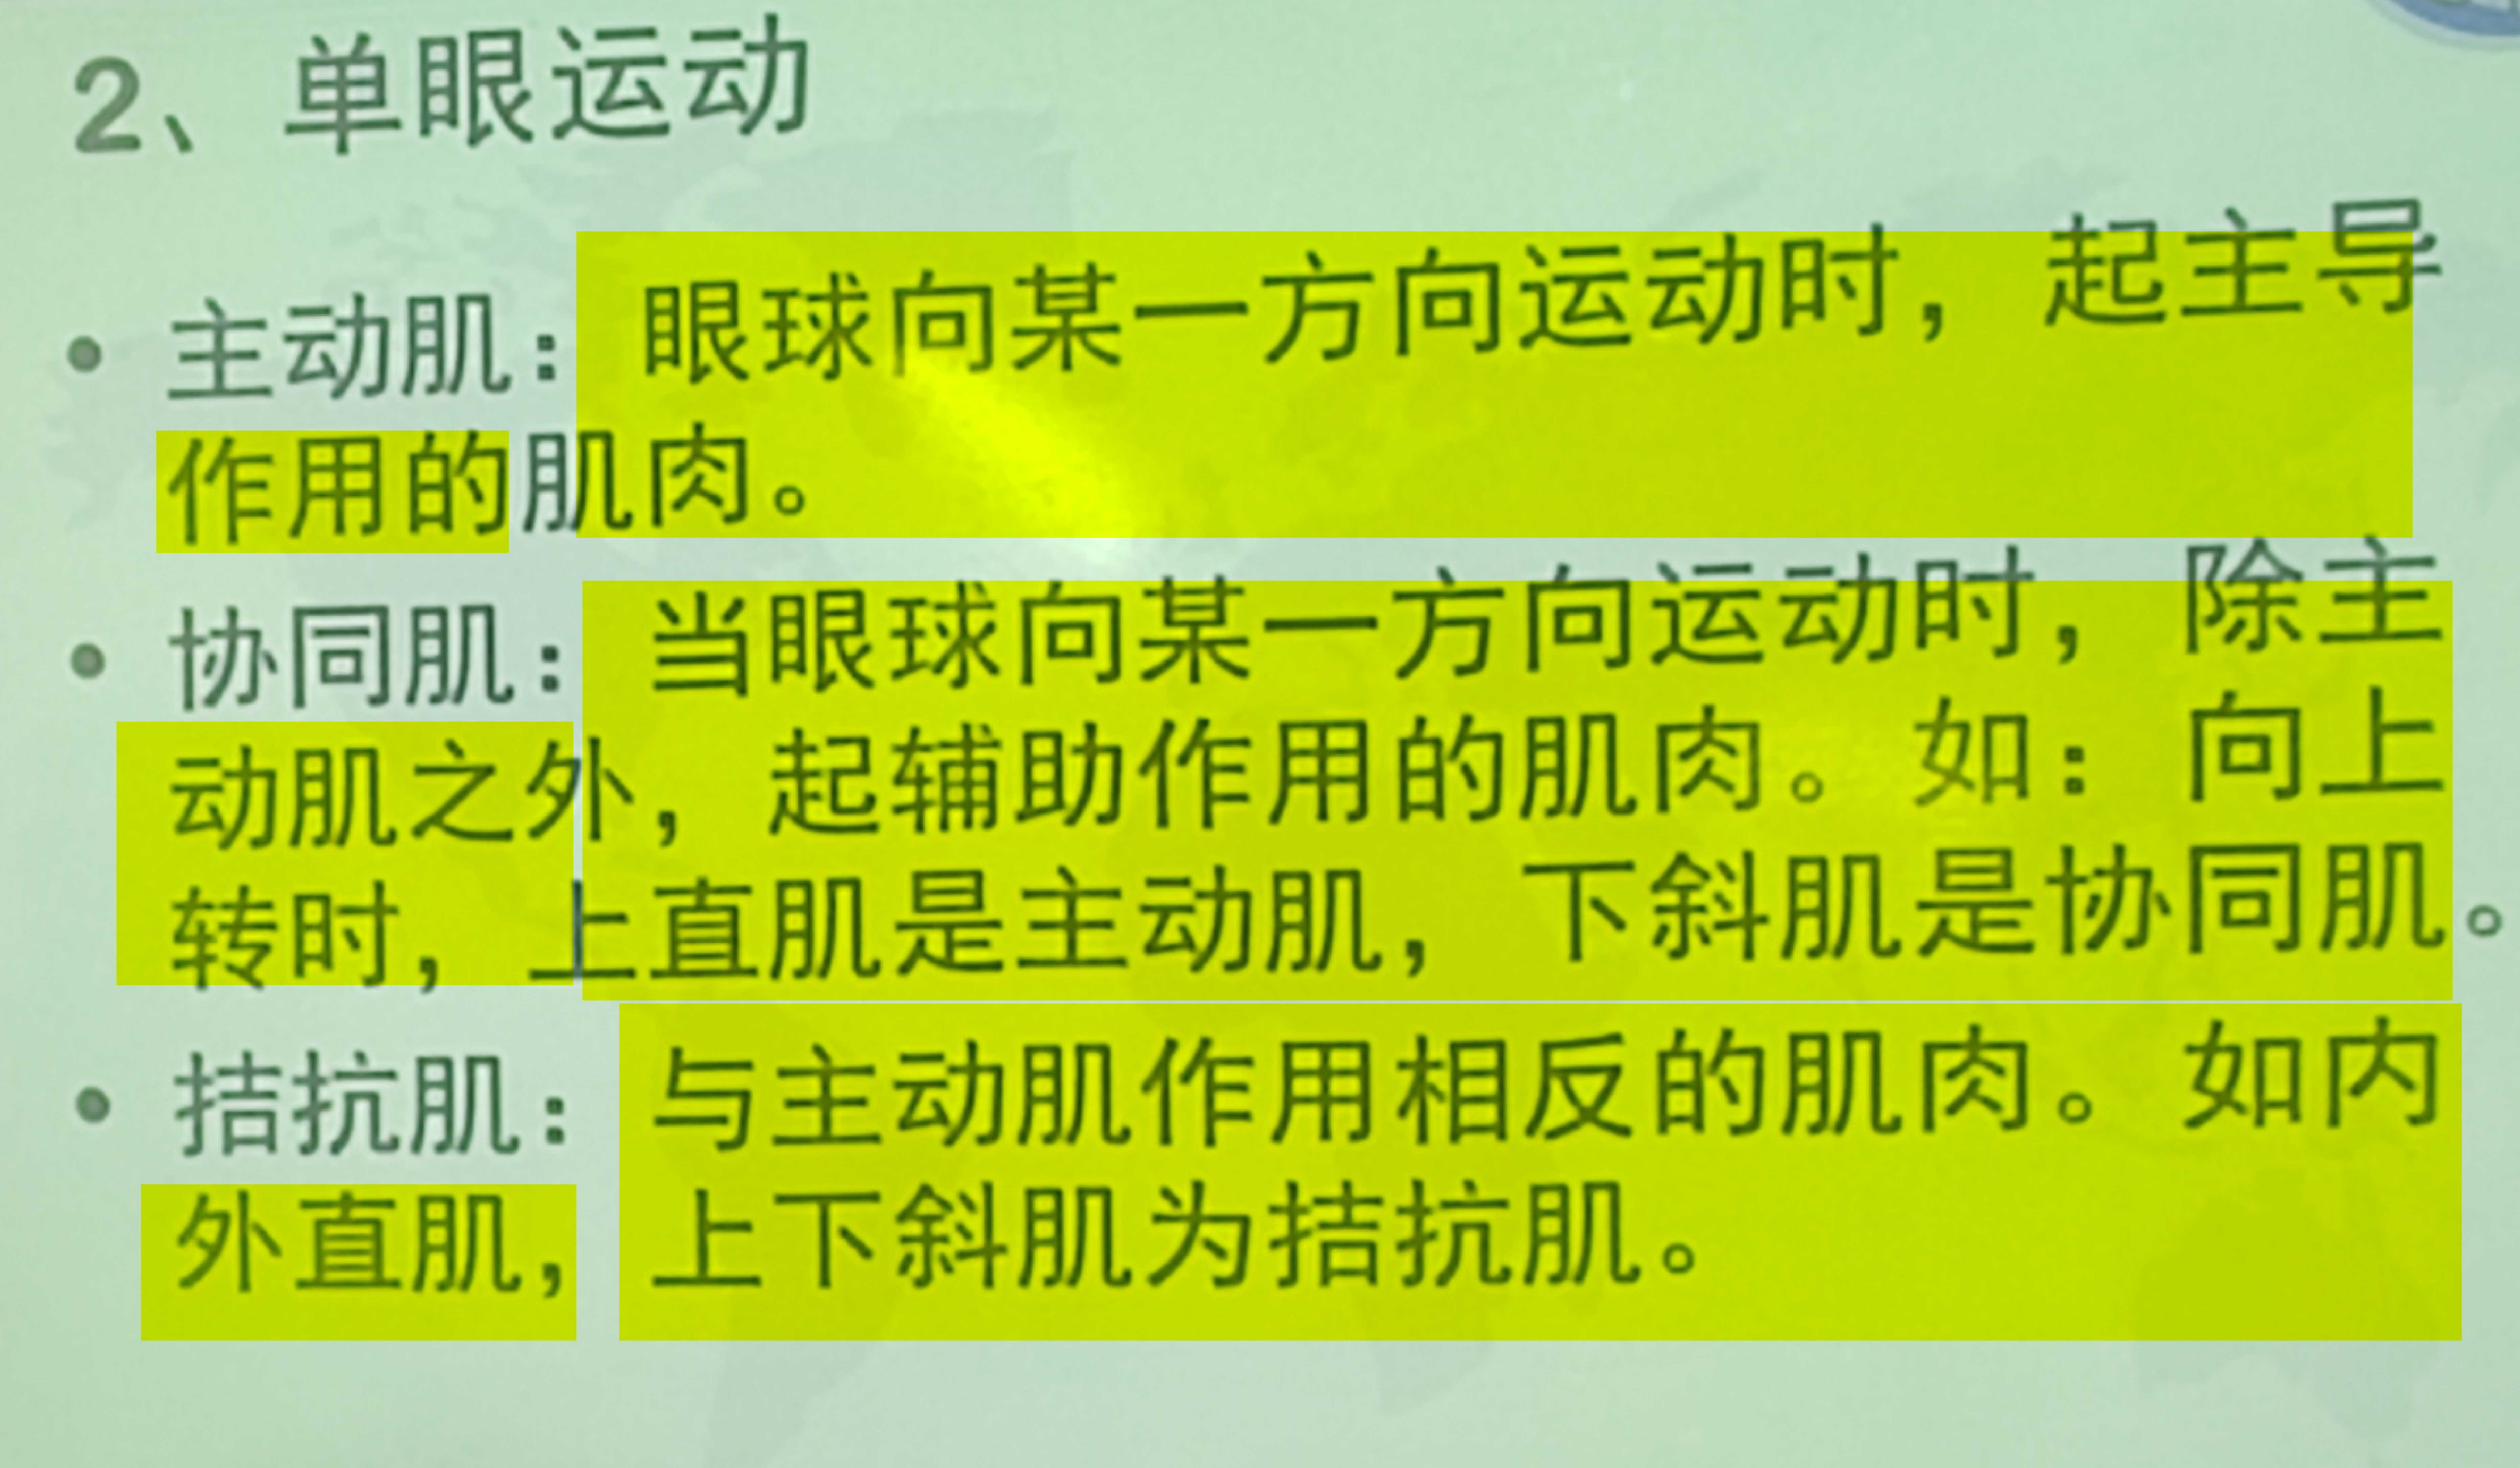 2、单眼运动
• 主动肌：眼球向某一方向运动时，起主导
作用的肌肉。
• 协同肌：当眼球向某一方向运动时，除主
动肌之外，起辅助作用的肌肉。如：向上
转时，上直肌是主动肌，下斜肌是协同肌。
• 拮抗肌：与主动肌作用相反的肌肉。如内
外直肌，上下斜肌为拮抗肌。